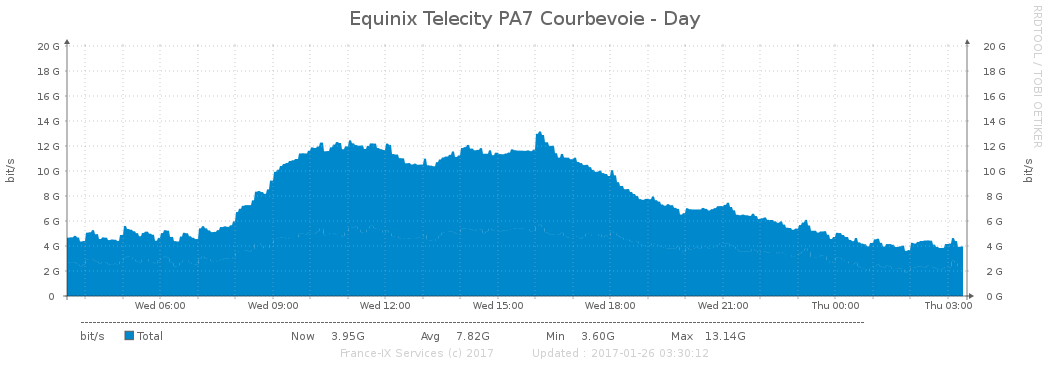 Equinix Telecity PA7 Courbevoie - Day
RRDTOOL / TOBI OETIKER
20 G 20 G
18 G 18 G
16 G 16 G
14 G 14 G
12 G 12 G
10 G 10 G
8 G 8 G
6 G 6 G
4 G 4 G
2 G 2 G
0 0 G
bit/s bit/s
Wed 06:00 Wed 09:00 Wed 12:00 Wed 15:00 Wed 18:00 Wed 21:00 Thu 00:00 Thu 03:00
bit/s Total Now 3.95G Avg 7.82G Min 3.60G Max 13.14G
France-IX Services (c) 2017 Updated : 2017-01-26 03:30:12